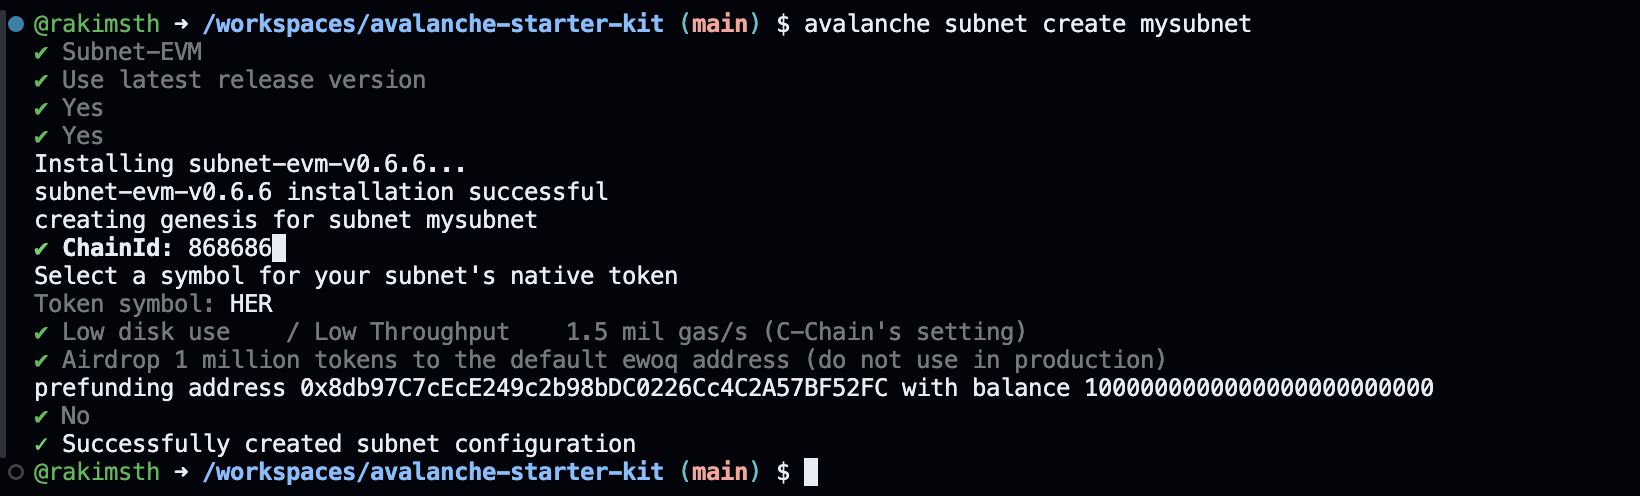 @rakimsth → /workspaces/avalanche-starter-kit (main) $ avalanche subnet create mysubnet
✔ Subnet-EVM
✔ Use latest release version
✔ Yes
✔ Yes
Installing subnet-evm-v0.6.6...
subnet-evm-v0.6.6 installation successful
creating genesis for subnet mysubnet
✔ ChainId: 868686
Select a symbol for your subnet's native token
Token symbol: HER
✔ Low disk use    / Low Throughput    1.5 mil gas/s (C-Chain's setting)
✔ Airdrop 1 million tokens to the default ewoq address (do not use in production)
prefunding address 0x8db97C7cEcE249c2b98bDC0226Cc4C2A57BF52FC with balance 1000000000000000000000000
✔ No
✓ Successfully created subnet configuration
@rakimsth → /workspaces/avalanche-starter-kit (main) $